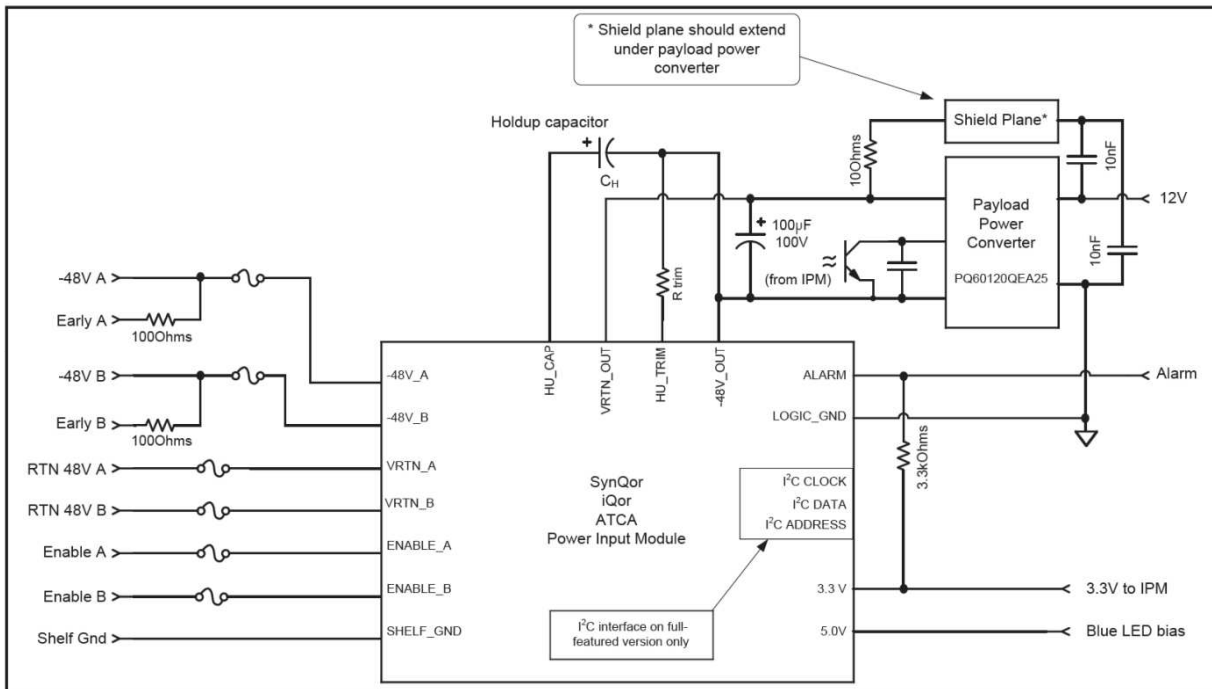 * Shield plane should extend
under payload power
converter
Holdup capacitor
+
C_H
Shield Plane*
10Ohms
10nF
12V
Payload
Power
Converter
PQ60120QEA25
+
100µF
100V
≈
(from IPM)
10nF
R trim
-48V A
Early A
100Ohms
-48V B
Early B
100Ohms
RTN 48V A
RTN 48V B
Enable A
Enable B
Shelf Gnd
HU_CAP
VRTN_OUT
HU_TRIM
-48V_OUT
-48V_A
-48V_B
VRTN_A
VRTN_B
ENABLE_A
ENABLE_B
SHELF_GND
SynQor
iQor
ATCA
Power Input Module
ALARM
LOGIC_GND
I²C CLOCK
I²C DATA
I²C ADDRESS
3.3 V
5.0V
I²C interface on full-
featured version only
Alarm
3.3kOhms
3.3V to IPM
Blue LED bias